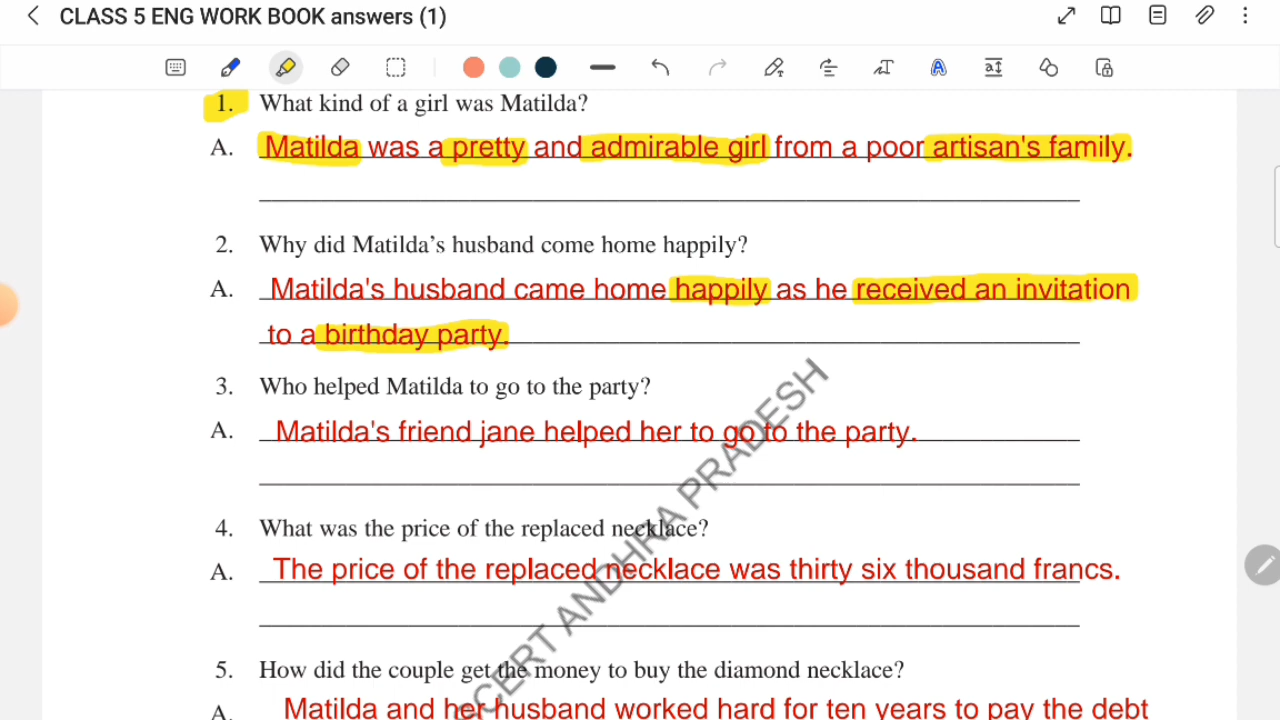 CLASS 5 ENG WORK BOOK answers (1)
1. What kind of a girl was Matilda?
A. Matilda was a pretty and admirable girl from a poor artisan's family.
2. Why did Matilda’s husband come home happily?
A. Matilda's husband came home happily as he received an invitation
to a birthday party.
3. Who helped Matilda to go to the party?
A. Matilda's friend jane helped her to go to the party.
4. What was the price of the replaced necklace?
A. The price of the replaced necklace was thirty six thousand francs.
5. How did the couple get the money to buy the diamond necklace?
A. Matilda and her husband worked hard for ten years to pay the debt
CERT ANDHRA PRADESH